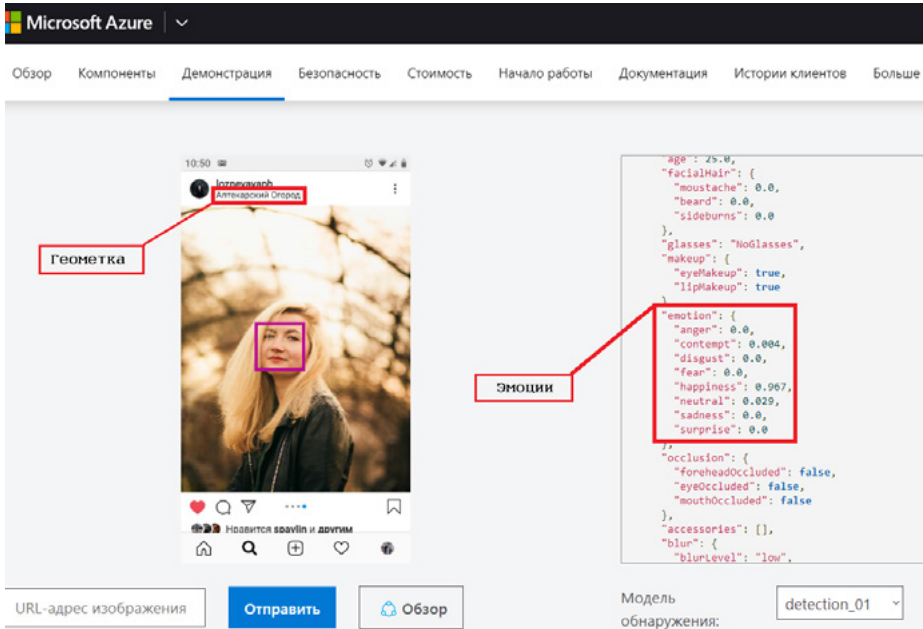 Microsoft Azure
Обзор Компоненты Демонстрация Безопасность Стоимость Начало работы Документация Истории клиентов Больше
10:50
loznevayaph
Аптекарский Огород
Геометка
Нравится spavlin и другим
"age": 25.0,
"facialHair": {
"moustache": 0.0,
"beard": 0.0,
"sideburns": 0.0
},
"glasses": "NoGlasses",
"makeup": {
"eyeMakeup": true,
"lipMakeup": true
}
"emotion": {
"anger": 0.0,
"contempt": 0.004,
"disgust": 0.0,
"fear": 0.0,
"happiness": 0.967,
"neutral": 0.029,
"sadness": 0.0,
"surprise": 0.0
},
Эмоции
"occlusion": {
"foreheadOccluded": false,
"eyeOccluded": false,
"mouthOccluded": false
},
"accessories": [],
"blur": {
"blurLevel": "low",
URL-адрес изображения
Отправить
Обзор
Модель
обнаружения:
detection_01